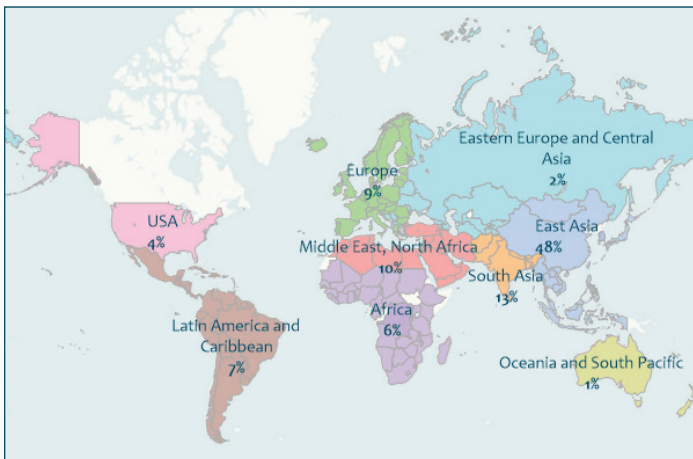 Eastern Europe and Central
Asia
2%
Europe
9%
USA
4%
East Asia
48%
Middle East, North Africa
10%
South Asia
13%
Africa
6%
Latin America and
Caribbean
7%
Oceania and South Pacific
1%